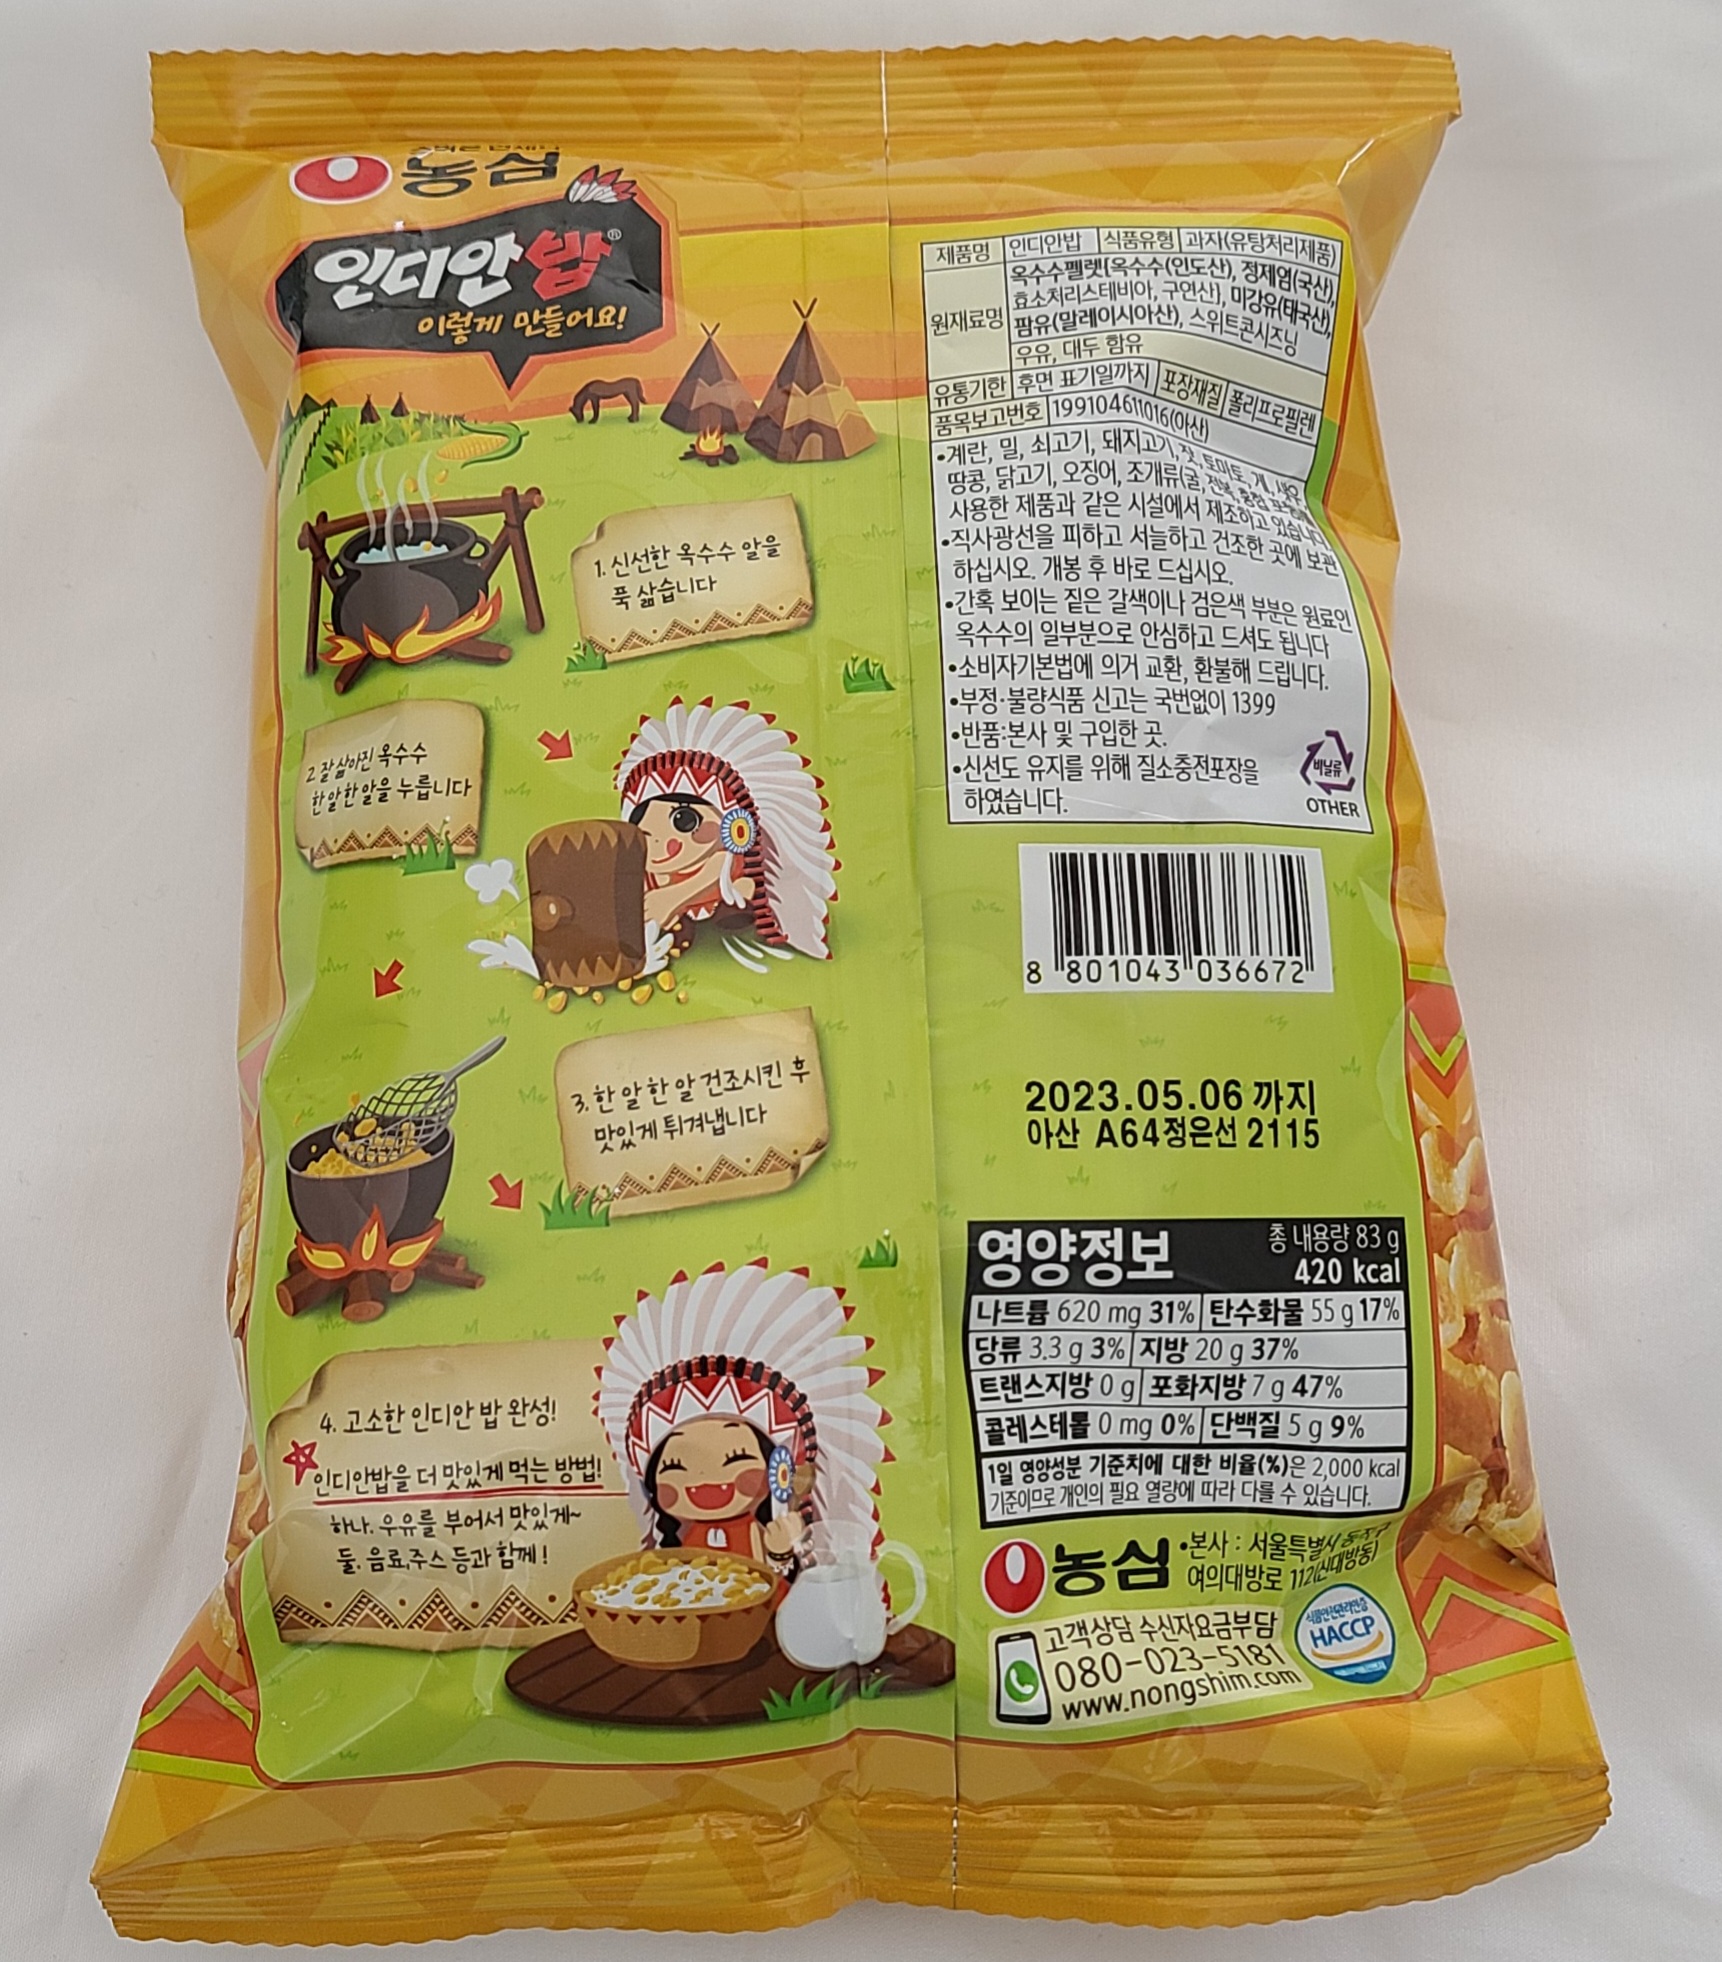 농심
인디안밥®
이렇게 만들어요!
1. 신선한 옥수수 알을
푹 삶습니다
2. 잘 삶아진 옥수수
한 알 한 알을 누릅니다
3. 한 알 한 알 건조시킨 후
맛있게 튀겨냅니다
4. 고소한 인디안 밥 완성!
인디안밥을 더 맛있게 먹는 방법!
하나. 우유를 부어서 맛있게~
둘. 음료,주스 등과 함께!
제품명 인디안밥 식품유형 과자(유탕처리제품)
원재료명 옥수수펠렛[옥수수(인도산), 정제염(국산),
효소처리스테비아, 구연산], 미강유(태국산),
팜유(말레이시아산), 스위트콘시즈닝
우유, 대두 함유
유통기한 후면 표기일까지 포장재질 폴리프로필렌
품목보고번호 199104611016(아산)
•계란, 밀, 쇠고기, 돼지고기, 잣, 토마토, 게, 새우,
땅콩, 닭고기, 오징어, 조개류(굴, 전복, 홍합 포함)를
사용한 제품과 같은 시설에서 제조하고 있습니다.
•직사광선을 피하고 서늘하고 건조한 곳에 보관
하십시오. 개봉 후 바로 드십시오.
•간혹 보이는 짙은 갈색이나 검은색 부분은 원료인
옥수수의 일부분으로 안심하고 드셔도 됩니다
•소비자기본법에 의거 교환, 환불해 드립니다.
•부정·불량식품 신고는 국번없이 1399
•반품:본사 및 구입한 곳.
•신선도 유지를 위해 질소충전포장을
하였습니다.
비닐류
OTHER
8 801043 036672
2023.05.06 까지
아산 A64정은선 2115
영양정보 총 내용량 83 g
420 kcal
나트륨 620 mg 31% 탄수화물 55 g 17%
당류 3.3 g 3% 지방 20 g 37%
트랜스지방 0 g 포화지방 7 g 47%
콜레스테롤 0 mg 0% 단백질 5 g 9%
1일 영양성분 기준치에 대한 비율(%)은 2,000 kcal
기준이므로 개인의 필요 열량에 따라 다를 수 있습니다.
농심 •본사 : 서울특별시 동작구
여의대방로 112(신대방동)
고객상담 수신자요금부담
080-023-5181
www.nongshim.com
식품안전관리인증
HACCP